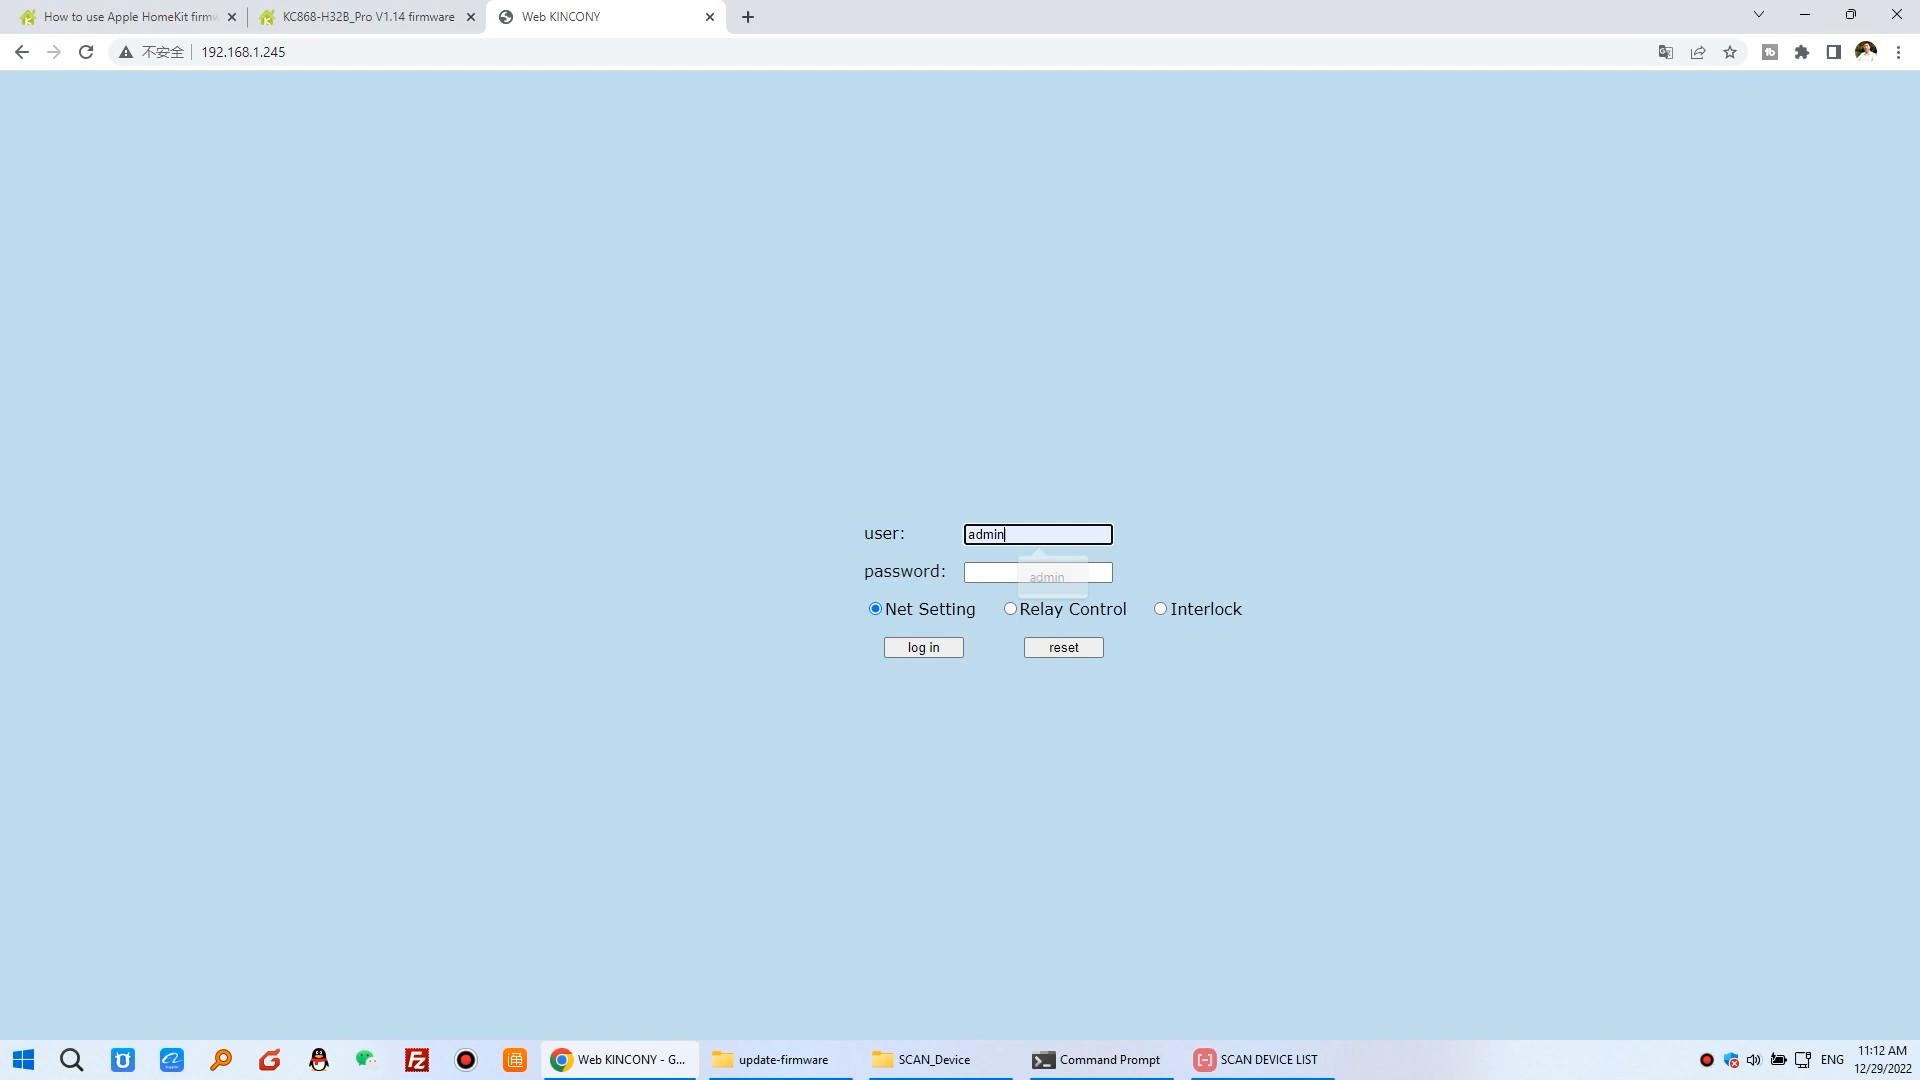 How to use Apple HomeKit firmw
KC868-H32B_Pro V1.14 firmware
Web KINCONY
不安全
192.168.1.245
user:
admin
password:
admin
Net Setting
Relay Control
Interlock
log in
reset
Web KINCONY - G...
update-firmware
SCAN_Device
Command Prompt
SCAN DEVICE LIST
ENG
11:12 AM
12/29/2022